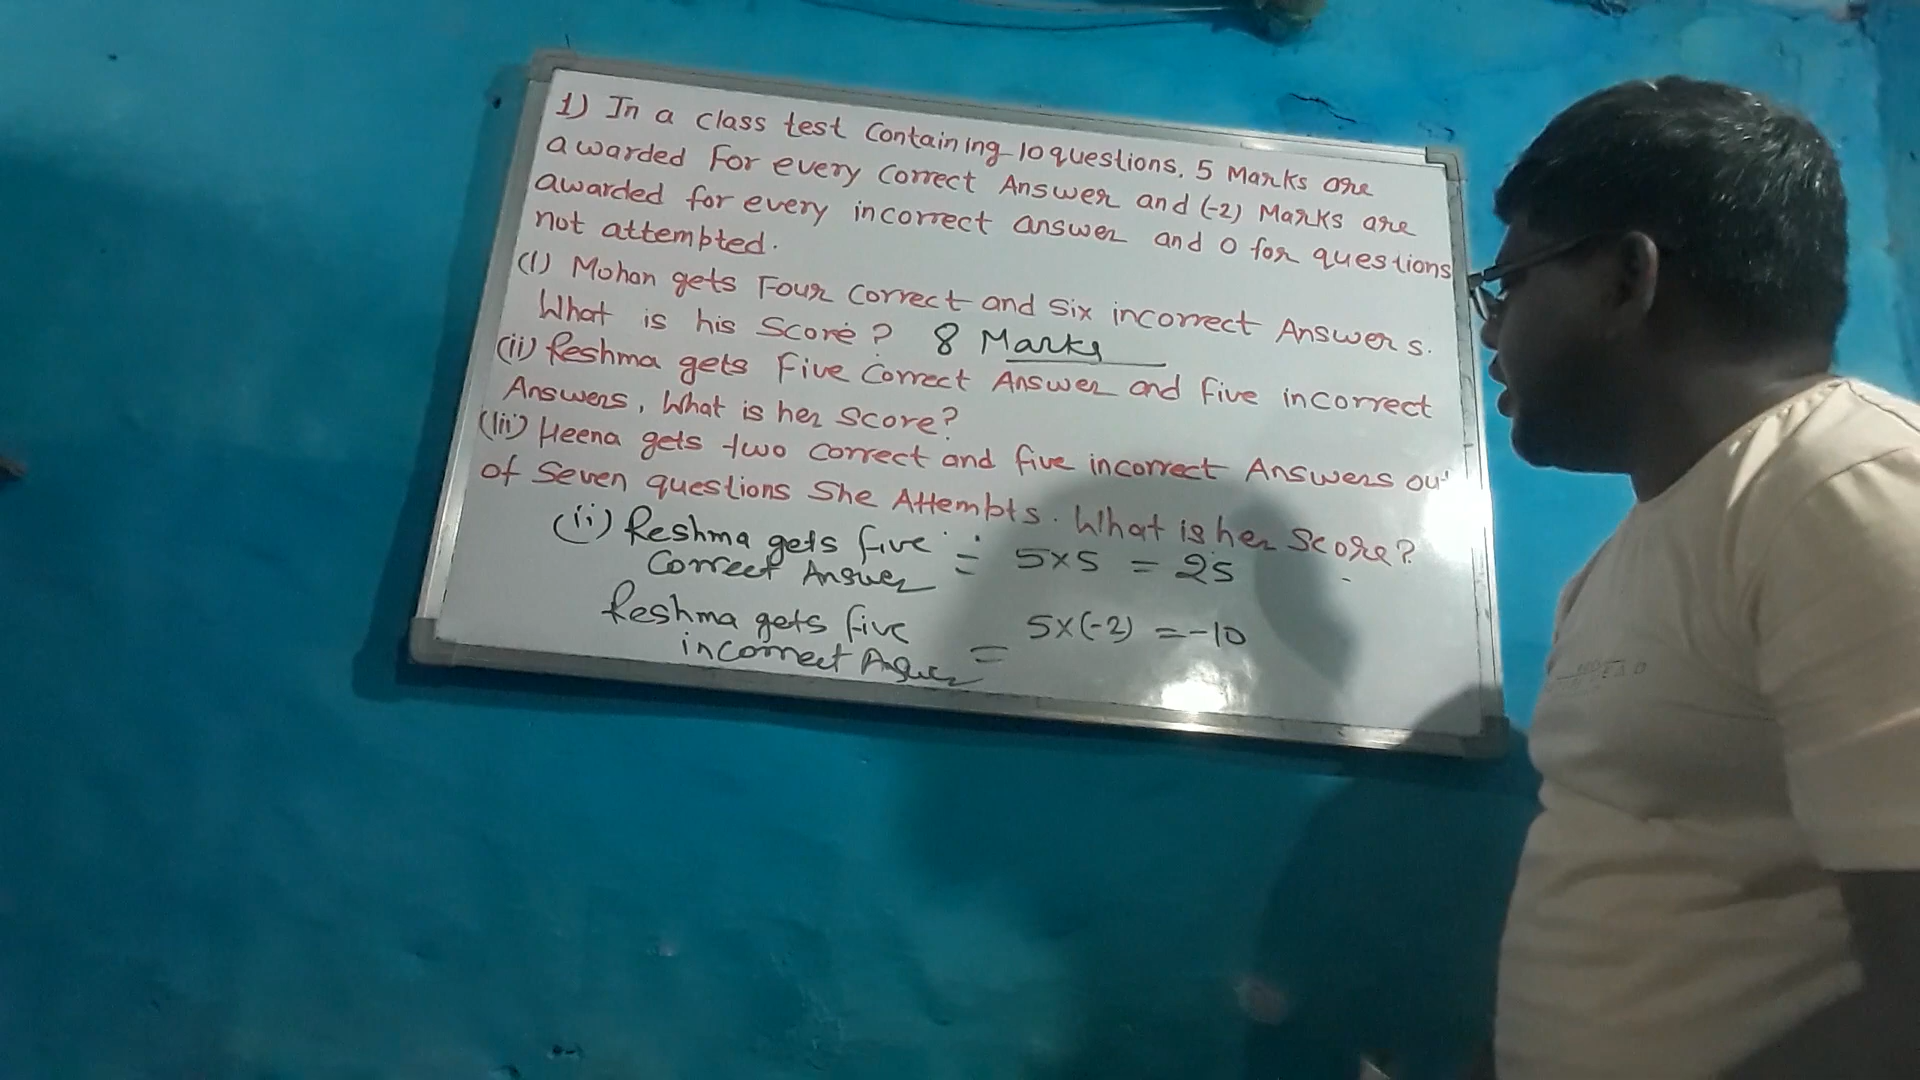 1) In a class test containing 10 questions, 5 Marks are
awarded For every correct Answer and (-2) Marks are
awarded for every incorrect answer and 0 for questions
not attempted.
(1) Mohan gets Four correct and six incorrect Answers.
What is his Score? 8 Marks
(ii) Reshma gets Five correct Answer and five incorrect
Answers, What is her Score?
(iii) Heena gets two correct and five incorrect Answers out
of Seven questions She Attempts. What is her Score?
(ii) Reshma gets five
Correct Answer = 5×5 = 25
Reshma gets five
incorrect Answer = 5×(-2) = -10